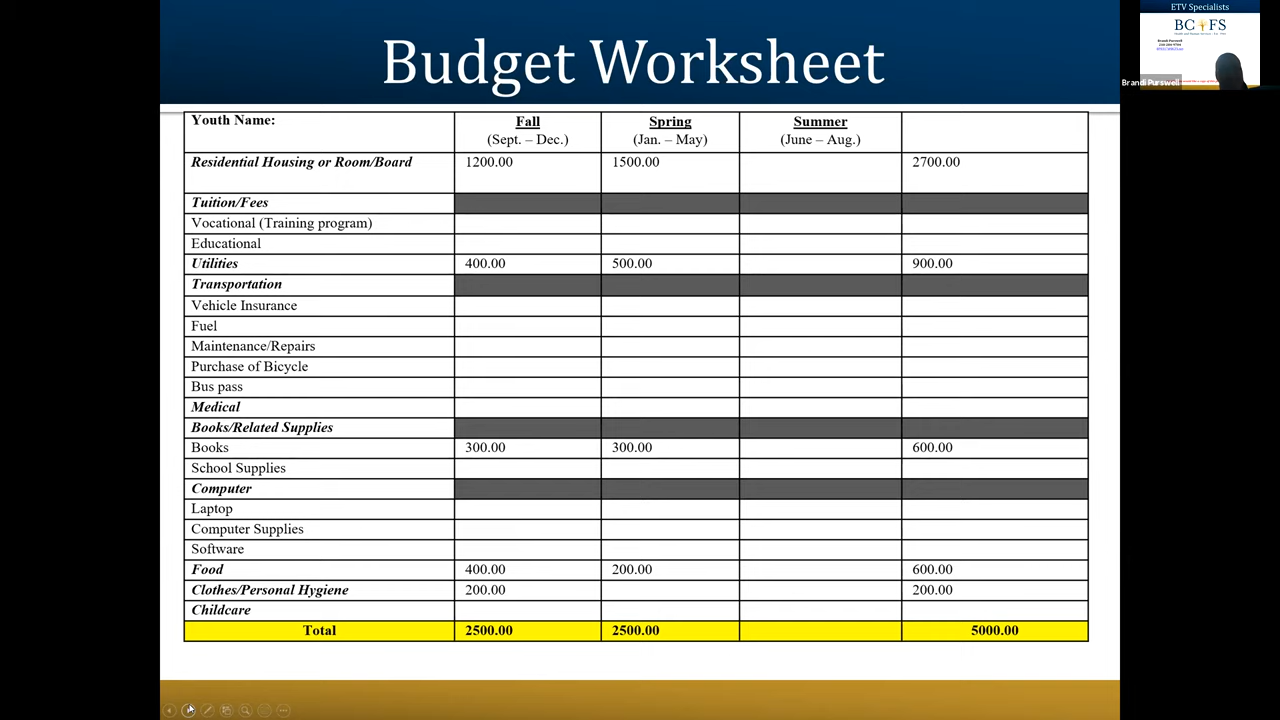 Budget Worksheet
ETV Specialists
BC FS
Brandi Purswell
Youth Name: Fall Spring Summer
(Sept. – Dec.) (Jan. – May) (June – Aug.)
Residential Housing or Room/Board 1200.00 1500.00 2700.00
Tuition/Fees
Vocational (Training program)
Educational
Utilities 400.00 500.00 900.00
Transportation
Vehicle Insurance
Fuel
Maintenance/Repairs
Purchase of Bicycle
Bus pass
Medical
Books/Related Supplies
Books 300.00 300.00 600.00
School Supplies
Computer
Laptop
Computer Supplies
Software
Food 400.00 200.00 600.00
Clothes/Personal Hygiene 200.00 200.00
Childcare
Total 2500.00 2500.00 5000.00